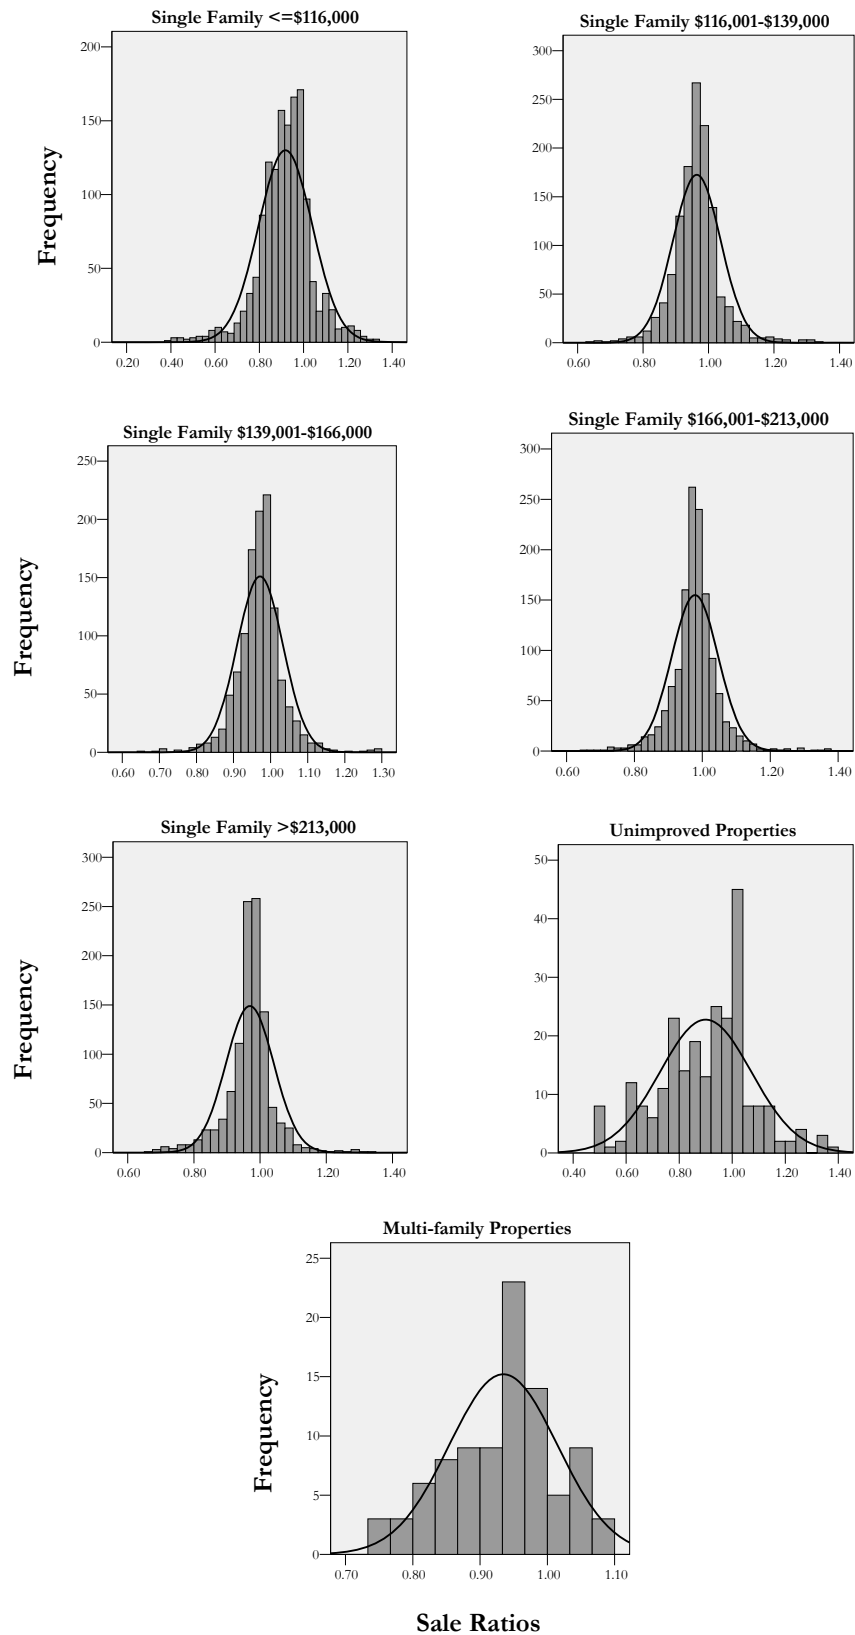 Single Family <=$116,000
200
150
100
50
0
0.20 0.40 0.60 0.80 1.00 1.20 1.40
Frequency
Single Family $116,001-$139,000
300
250
200
150
100
50
0
0.60 0.80 1.00 1.20 1.40
Single Family $139,001-$166,000
250
200
150
100
50
0
0.60 0.70 0.80 0.90 1.00 1.10 1.20 1.30
Frequency
Single Family $166,001-$213,000
300
250
200
150
100
50
0
0.60 0.80 1.00 1.20 1.40
Single Family >$213,000
300
250
200
150
100
50
0
0.60 0.80 1.00 1.20 1.40
Frequency
Unimproved Properties
50
40
30
20
10
0
0.40 0.60 0.80 1.00 1.20 1.40
Multi-family Properties
25
20
15
10
5
0
0.70 0.80 0.90 1.00 1.10
Frequency
Sale Ratios